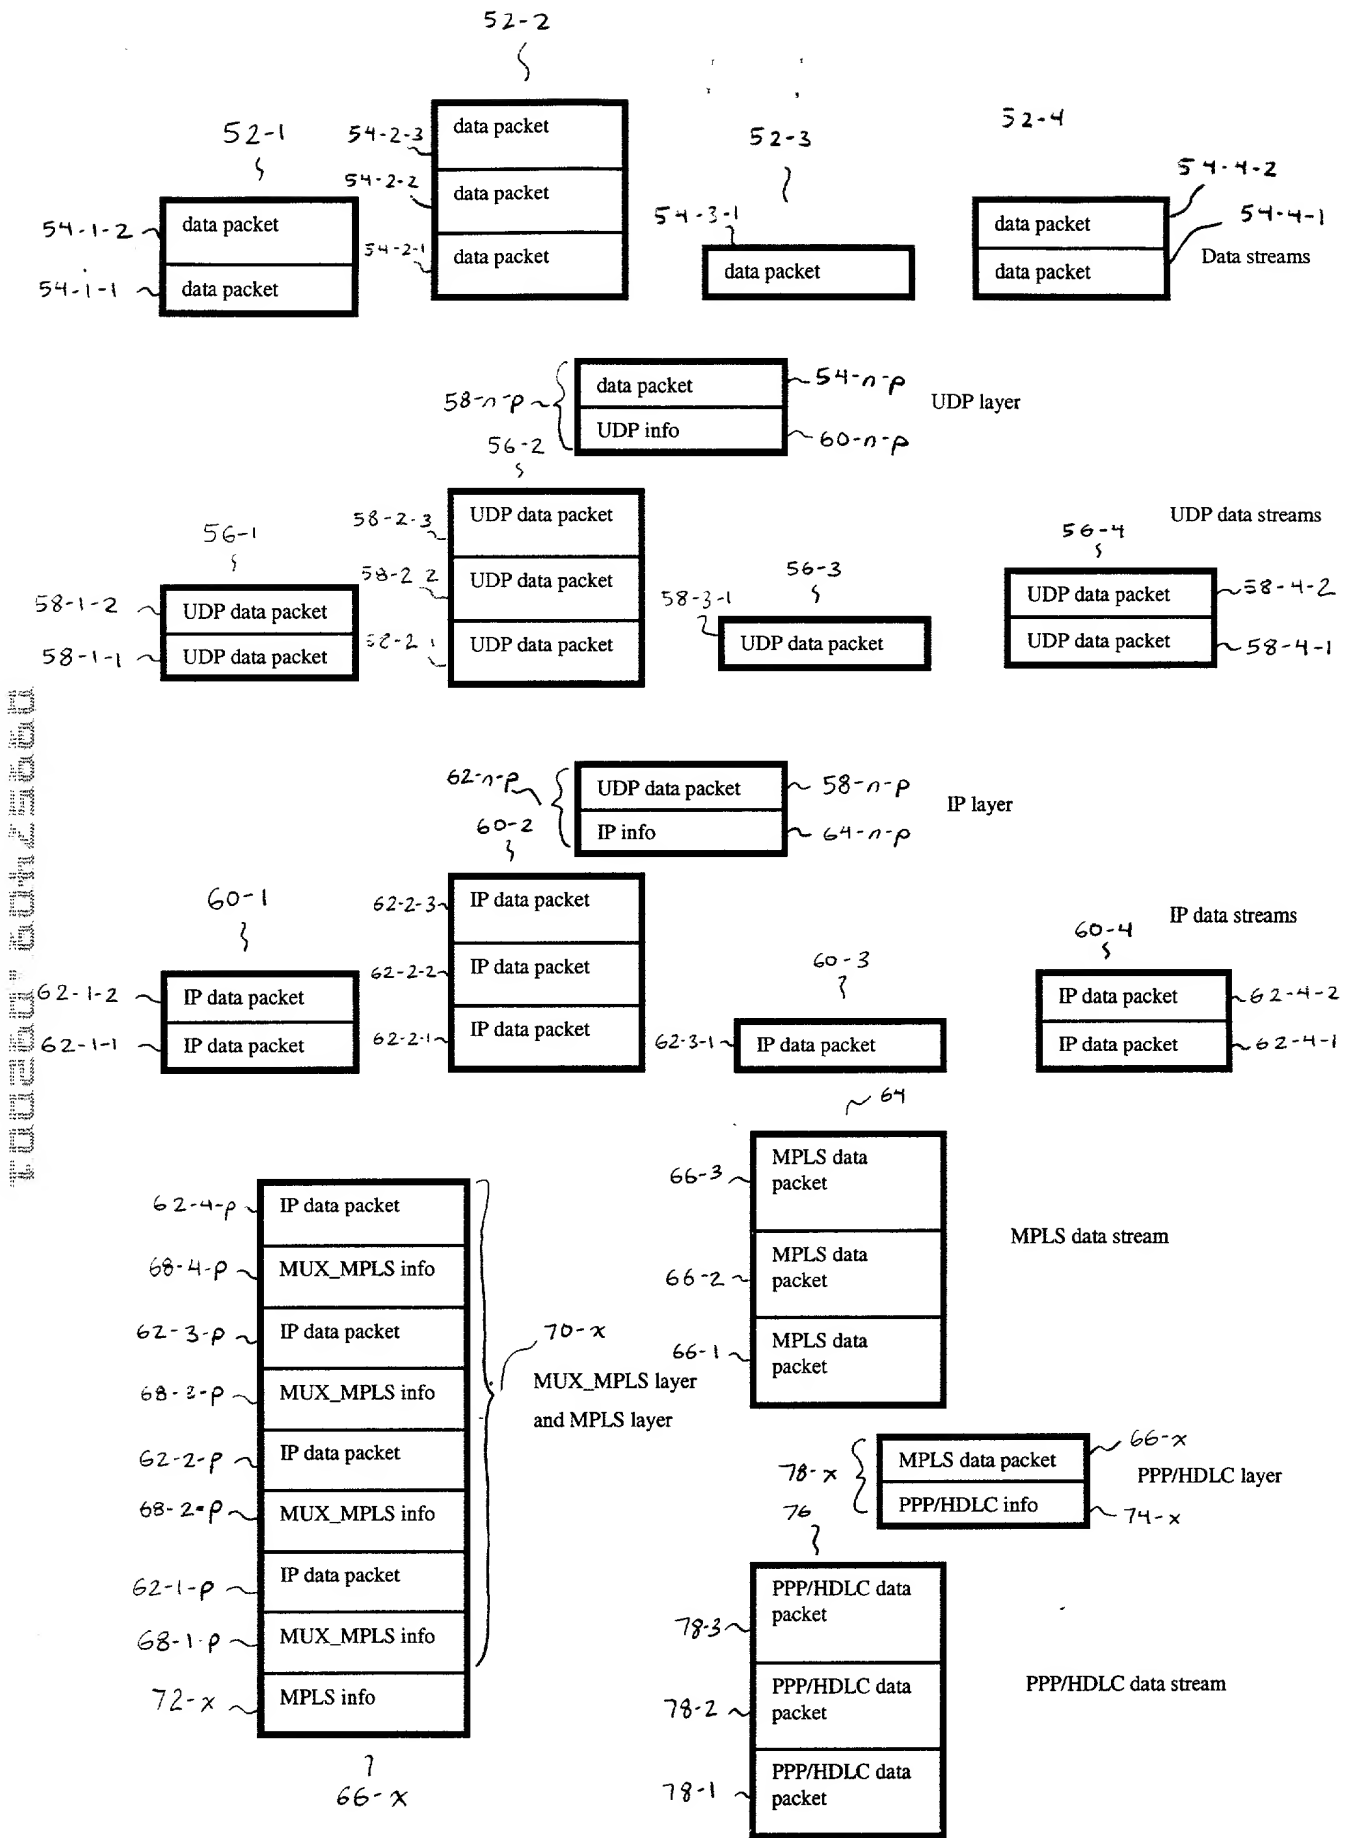 52-2
52-1
54-2-3
data packet
52-3
52-4
54-2-2
data packet
54-4-2
54-1-2
data packet
54-3-1
data packet
54-4-1
54-2-1
data packet
Data streams
54-1-1
data packet
data packet
data packet
58-n-p
data packet
54-n-p
UDP layer
UDP info
60-n-p
56-2
58-2-3
UDP data packet
UDP data streams
56-1
56-4
58-2 2
UDP data packet
56-3
58-1-2
UDP data packet
58-3-1
UDP data packet
58-4-2
58-1-1
UDP data packet
UDP data packet
UDP data packet
UDP data packet
58-4-1
62-n-p
UDP data packet
58-n-p
IP layer
60-2
IP info
64-n-p
60-1
62-2-3
IP data packet
IP data streams
60-4
62-2-2
IP data packet
60-3
62-1-2
IP data packet
IP data packet
62-4-2
62-1-1
IP data packet
62-2-1
IP data packet
62-3-1
IP data packet
IP data packet
62-4-1
64
66-3
MPLS data
packet
62-4-p
IP data packet
MPLS data stream
68-4-p
MUX_MPLS info
66-2
MPLS data
packet
62-3-p
IP data packet
70-x
66-1
MPLS data
packet
MUX_MPLS info
MUX_MPLS layer
and MPLS layer
62-2-p
IP data packet
78-x
MPLS data packet
66-x
PPP/HDLC layer
68-2-p
MUX_MPLS info
76
PPP/HDLC info
74-x
62-1-p
IP data packet
78-3
PPP/HDLC data
packet
68-1-p
MUX_MPLS info
72-x
MPLS info
78-2
PPP/HDLC data
packet
PPP/HDLC data stream
66-x
78-1
PPP/HDLC data
packet